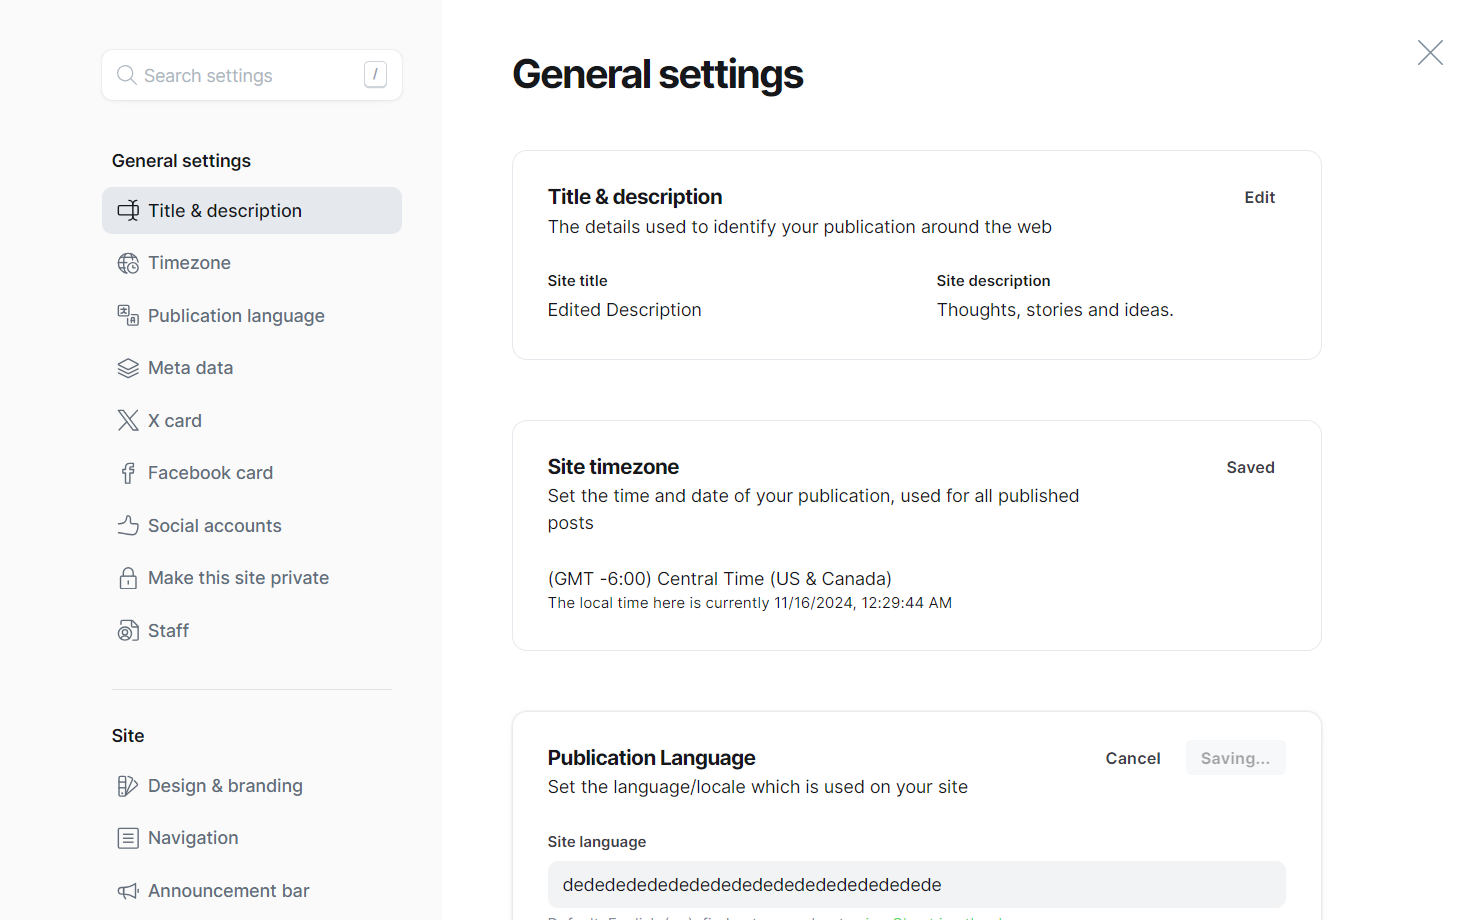 Search settings
/
General settings
Title & description
Timezone
Publication language
Meta data
X card
Facebook card
Social accounts
Make this site private
Staff
Site
Design & branding
Navigation
Announcement bar
General settings
Title & description
Edit
The details used to identify your publication around the web
Site title
Site description
Edited Description
Thoughts, stories and ideas.
Site timezone
Saved
Set the time and date of your publication, used for all published
posts
(GMT -6:00) Central Time (US & Canada)
The local time here is currently 11/16/2024, 12:29:44 AM
Publication Language
Cancel
Saving...
Set the language/locale which is used on your site
Site language
dedededededededededededededededededede